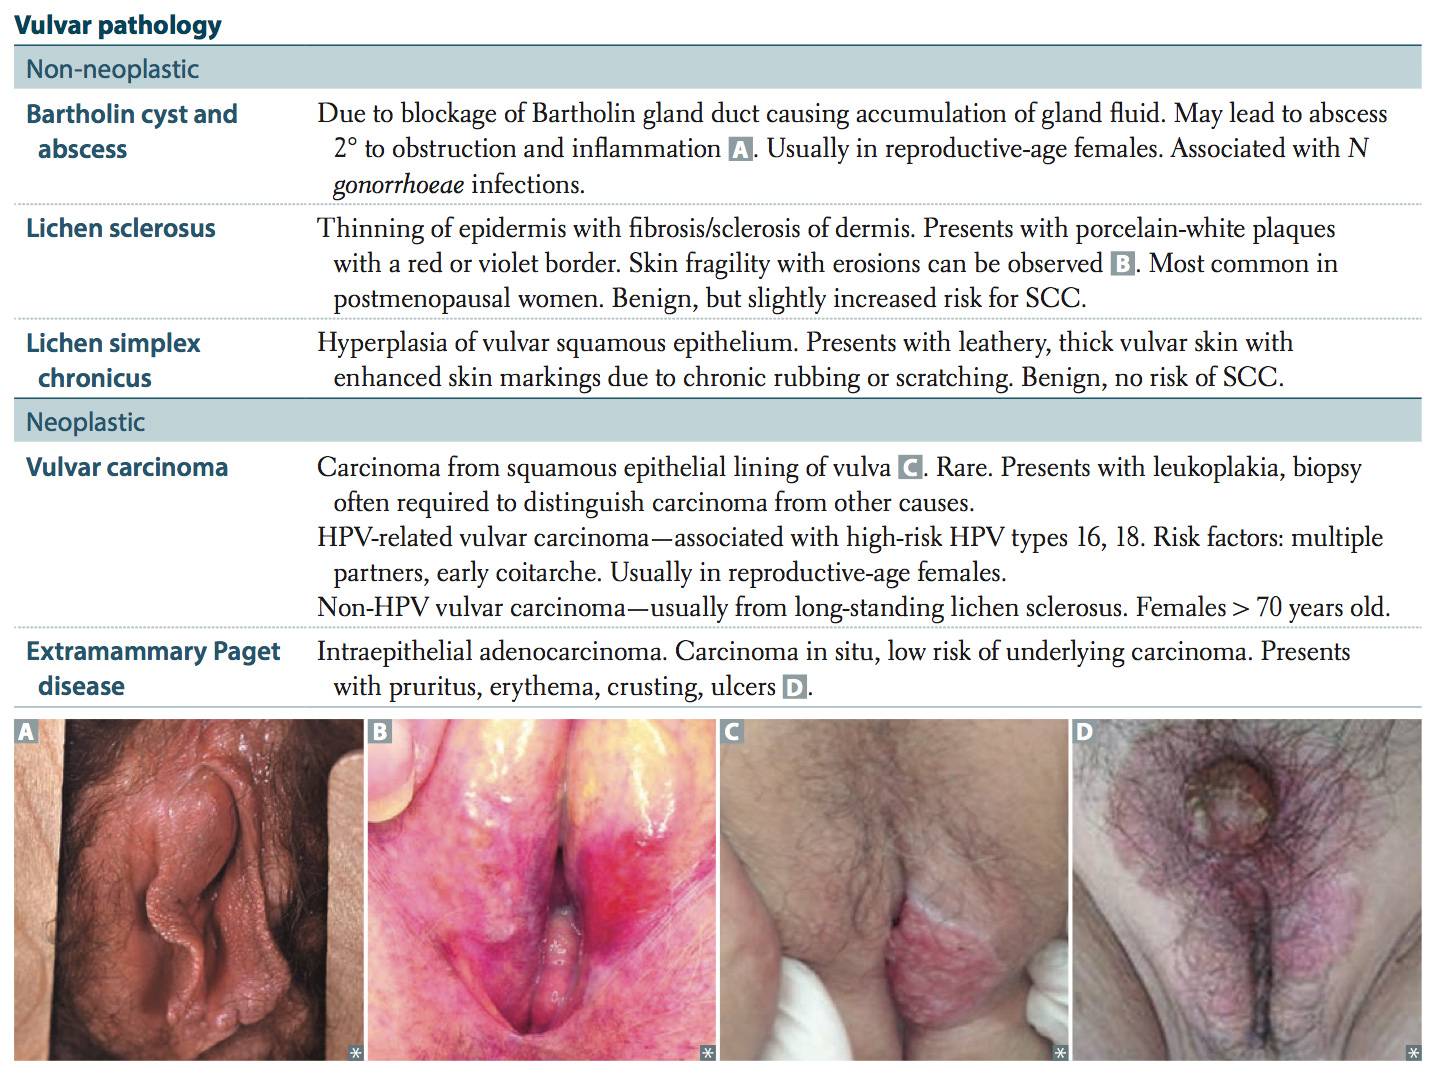 Vulvar pathology
Non-neoplastic
Bartholin cyst and abscess
Due to blockage of Bartholin gland duct causing accumulation of gland fluid. May lead to abscess
2° to obstruction and inflammation A. Usually in reproductive-age females. Associated with N
gonorrhoeae infections.
Lichen sclerosus
Thinning of epidermis with fibrosis/sclerosis of dermis. Presents with porcelain-white plaques
with a red or violet border. Skin fragility with erosions can be observed B. Most common in
postmenopausal women. Benign, but slightly increased risk for SCC.
Lichen simplex
chronicus
Hyperplasia of vulvar squamous epithelium. Presents with leathery, thick vulvar skin with
enhanced skin markings due to chronic rubbing or scratching. Benign, no risk of SCC.
Neoplastic
Vulvar carcinoma
Carcinoma from squamous epithelial lining of vulva C. Rare. Presents with leukoplakia, biopsy
often required to distinguish carcinoma from other causes.
HPV-related vulvar carcinoma—associated with high-risk HPV types 16, 18. Risk factors: multiple
partners, early coitarche. Usually in reproductive-age females.
Non-HPV vulvar carcinoma—usually from long-standing lichen sclerosus. Females > 70 years old.
Extramammary Paget
disease
Intraepithelial adenocarcinoma. Carcinoma in situ, low risk of underlying carcinoma. Presents
with pruritus, erythema, crusting, ulcers D.
A
B
C
D